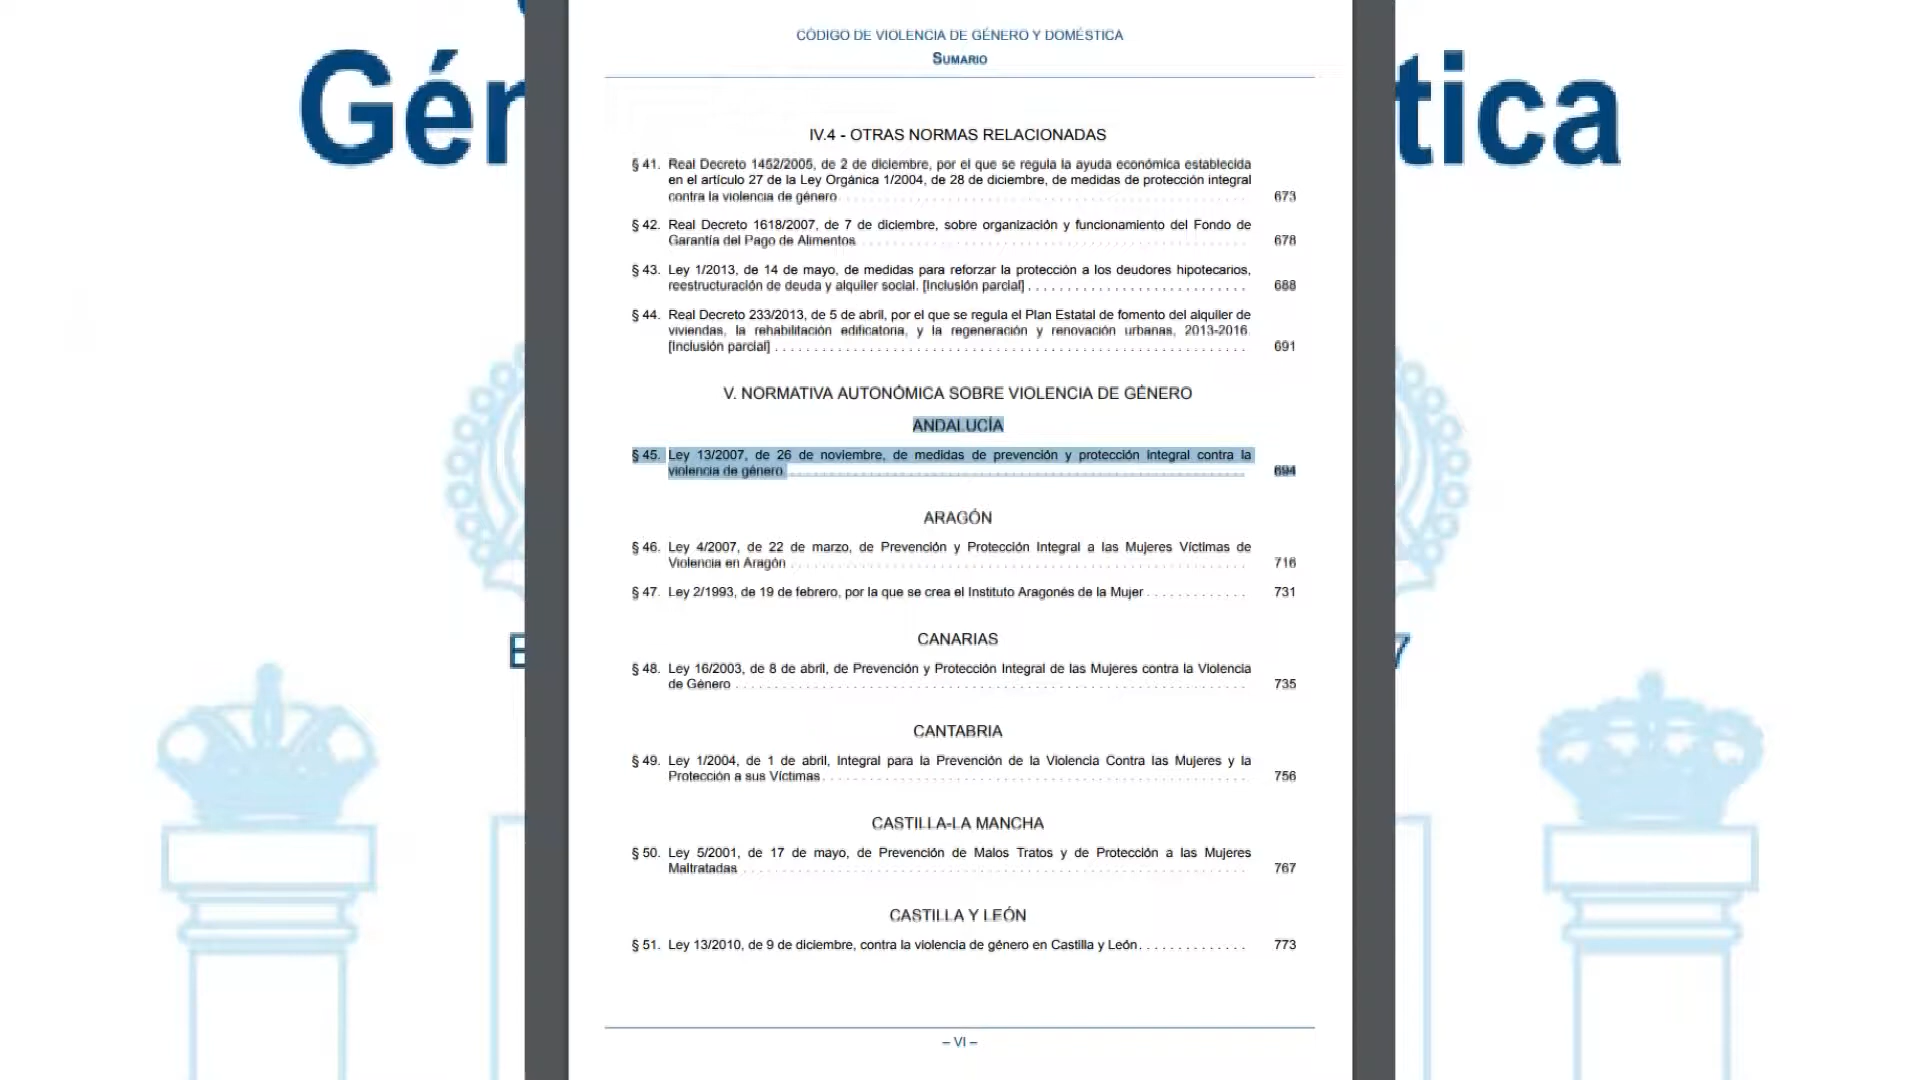 Gén
tica
E
7
CÓDIGO DE VIOLENCIA DE GÉNERO Y DOMÉSTICA
SUMARIO
IV.4 - OTRAS NORMAS RELACIONADAS
§ 41. Real Decreto 1452/2005, de 2 de diciembre, por el que se regula la ayuda económica establecida
en el artículo 27 de la Ley Orgánica 1/2004, de 28 de diciembre, de medidas de protección integral
contra la violencia de género 673
§ 42. Real Decreto 1618/2007, de 7 de diciembre, sobre organización y funcionamiento del Fondo de
Garantía del Pago de Alimentos 678
§ 43. Ley 1/2013, de 14 de mayo, de medidas para reforzar la protección a los deudores hipotecarios,
reestructuración de deuda y alquiler social. [Inclusión parcial] 688
§ 44. Real Decreto 233/2013, de 5 de abril, por el que se regula el Plan Estatal de fomento del alquiler de
viviendas, la rehabilitación edificatoria, y la regeneración y renovación urbanas, 2013-2016.
[Inclusión parcial] 691
V. NORMATIVA AUTONÓMICA SOBRE VIOLENCIA DE GÉNERO
ANDALUCÍA
§ 45. Ley 13/2007, de 26 de noviembre, de medidas de prevención y protección integral contra la
violencia de género. 694
ARAGÓN
§ 46. Ley 4/2007, de 22 de marzo, de Prevención y Protección Integral a las Mujeres Víctimas de
Violencia en Aragón 716
§ 47. Ley 2/1993, de 19 de febrero, por la que se crea el Instituto Aragonés de la Mujer 731
CANARIAS
§ 48. Ley 16/2003, de 8 de abril, de Prevención y Protección Integral de las Mujeres contra la Violencia
de Género 735
CANTABRIA
§ 49. Ley 1/2004, de 1 de abril, Integral para la Prevención de la Violencia Contra las Mujeres y la
Protección a sus Víctimas 756
CASTILLA-LA MANCHA
§ 50. Ley 5/2001, de 17 de mayo, de Prevención de Malos Tratos y de Protección a las Mujeres
Maltratadas 767
CASTILLA Y LEÓN
§ 51. Ley 13/2010, de 9 de diciembre, contra la violencia de género en Castilla y León 773
– VI –